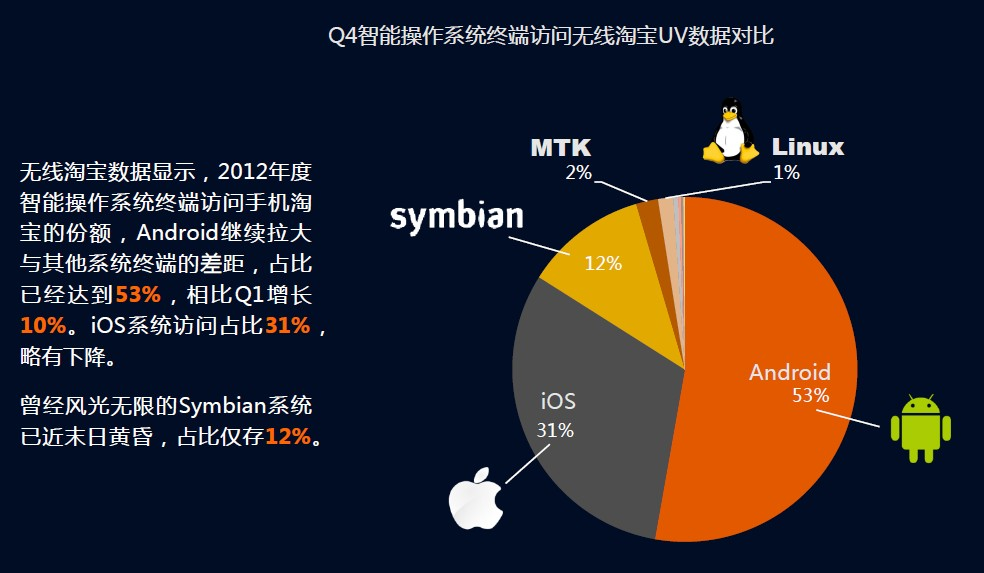 Q4智能操作系统终端访问无线淘宝UV数据对比
无线淘宝数据显示，2012年度
智能操作系统终端访问手机淘
宝的份额，Android继续拉大
与其他系统终端的差距，占比
已经达到53%，相比Q1增长
10%。iOS系统访问占比31%，
略有下降。
曾经风光无限的Symbian系统
已近末日黄昏，占比仅存12%。
MTK
2%
Linux
1%
symbian
12%
Android
53%
iOS
31%